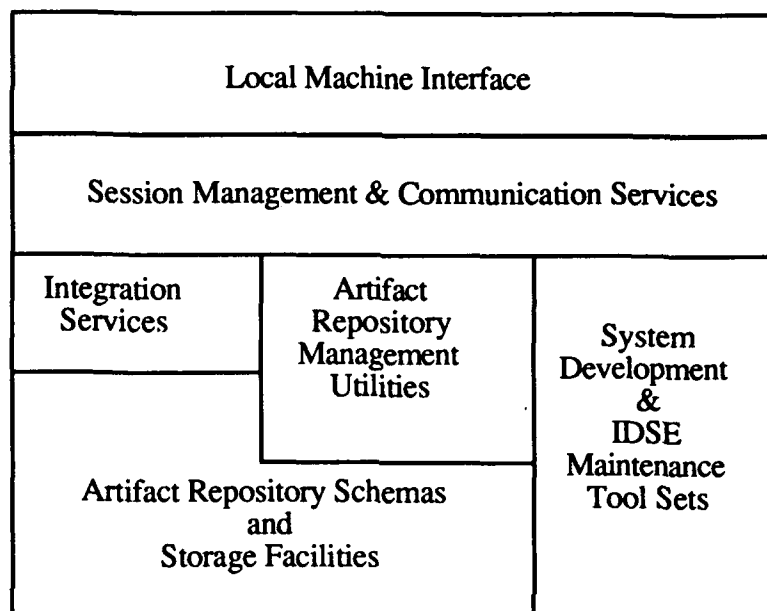 Local Machine Interface
Session Management & Communication Services
Integration
Services
Artifact
Repository
Management
Utilities
System
Development
&
IDSE
Maintenance
Tool Sets
Artifact Repository Schemas
and
Storage Facilities